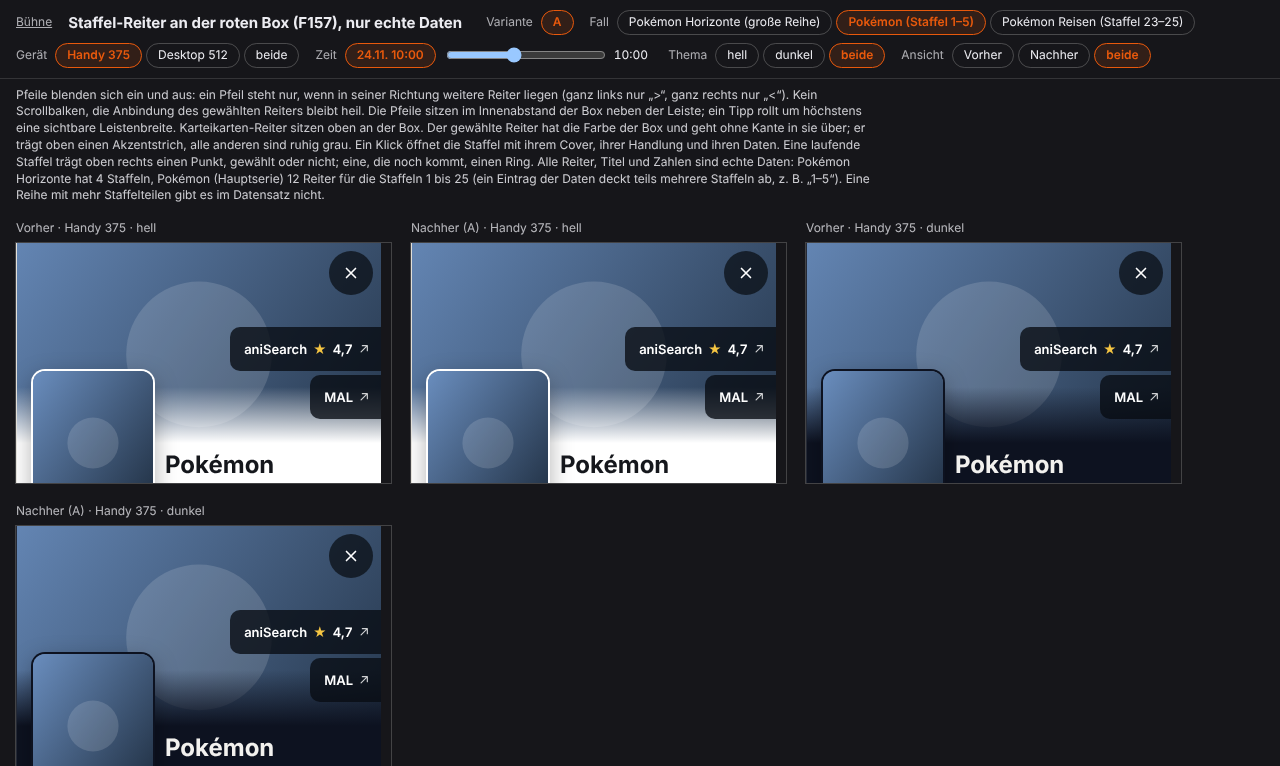 Bühne Staffel-Reiter an der roten Box (F157), nur echte Daten Variante A Fall Pokémon Horizonte (große Reihe) Pokémon (Staffel 1–5) Pokémon Reisen (Staffel 23–25)
Gerät Handy 375 Desktop 512 beide Zeit 24.11. 10:00 10:00 Thema hell dunkel beide Ansicht Vorher Nachher beide
Pfeile blenden sich ein und aus: ein Pfeil steht nur, wenn in seiner Richtung weitere Reiter liegen (ganz links nur „>“, ganz rechts nur „<“). Kein
Scrollbalken, die Anbindung des gewählten Reiters bleibt heil. Die Pfeile sitzen im Innenabstand der Box neben der Leiste; ein Tipp rollt um höchstens
eine sichtbare Leistenbreite. Karteikarten-Reiter sitzen oben an der Box. Der gewählte Reiter hat die Farbe der Box und geht ohne Kante in sie über; er
trägt oben einen Akzentstrich, alle anderen sind ruhig grau. Ein Klick öffnet die Staffel mit ihrem Cover, ihrer Handlung und ihren Daten. Eine laufende
Staffel trägt oben rechts einen Punkt, gewählt oder nicht; eine, die noch kommt, einen Ring. Alle Reiter, Titel und Zahlen sind echte Daten: Pokémon
Horizonte hat 4 Staffeln, Pokémon (Hauptserie) 12 Reiter für die Staffeln 1 bis 25 (ein Eintrag der Daten deckt teils mehrere Staffeln ab, z. B. „1–5“). Eine
Reihe mit mehr Staffelteilen gibt es im Datensatz nicht.
Vorher · Handy 375 · hell
aniSearch ★ 4,7 ↗
MAL ↗
Pokémon
Nachher (A) · Handy 375 · hell
aniSearch ★ 4,7 ↗
MAL ↗
Pokémon
Vorher · Handy 375 · dunkel
aniSearch ★ 4,7 ↗
MAL ↗
Pokémon
Nachher (A) · Handy 375 · dunkel
aniSearch ★ 4,7 ↗
MAL ↗
Pokémon